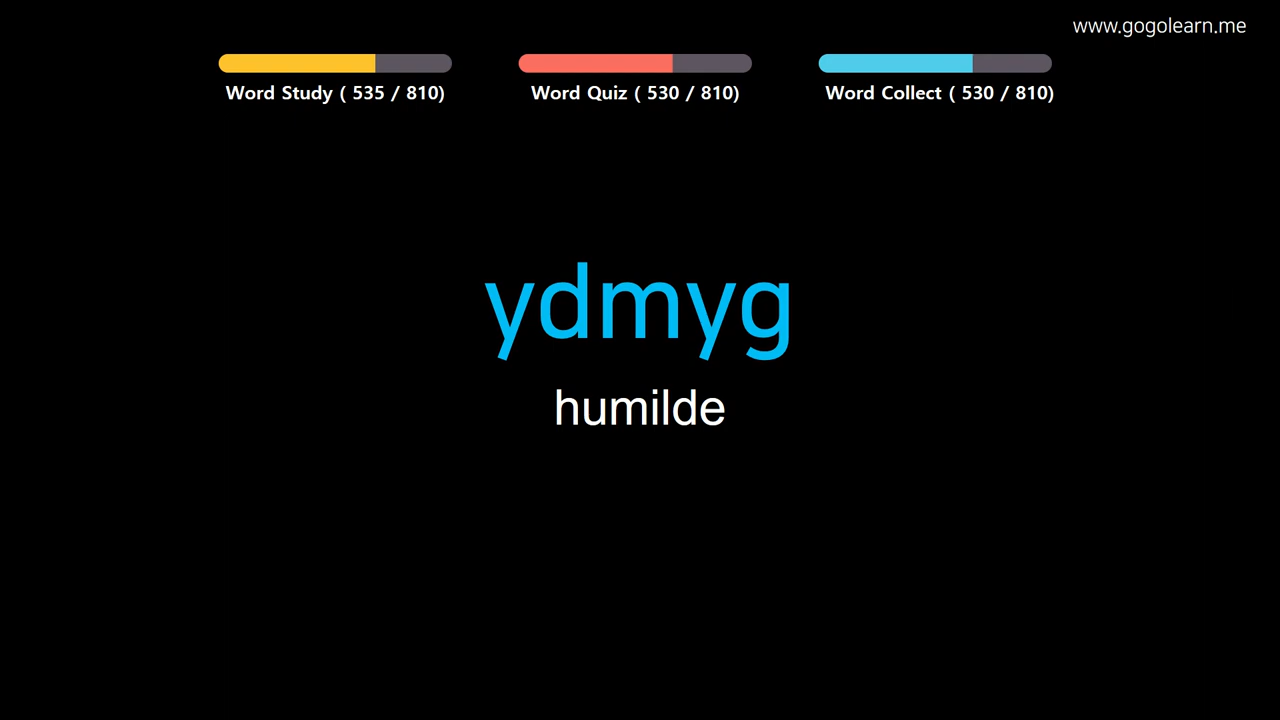 www.gogolearn.me
Word Study ( 535 / 810)
Word Quiz ( 530 / 810)
Word Collect ( 530 / 810)
ydmyg
humilde